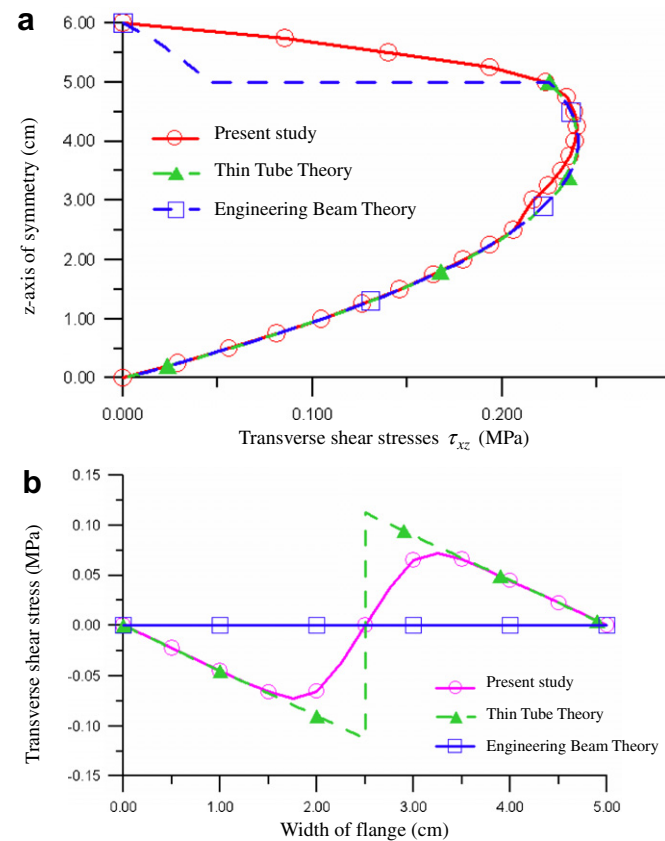 a
6.00
5.00
4.00
3.00
2.00
1.00
0.00
z-axis of symmetry (cm)
Present study
Thin Tube Theory
Engineering Beam Theory
0.000
0.100
0.200
Transverse shear stresses τxz (MPa)
b
0.15
0.10
0.05
0.00
-0.05
-0.10
-0.15
Transverse shear stress (MPa)
Present study
Thin Tube Theory
Engineering Beam Theory
0.00
1.00
2.00
3.00
4.00
5.00
Width of flange (cm)